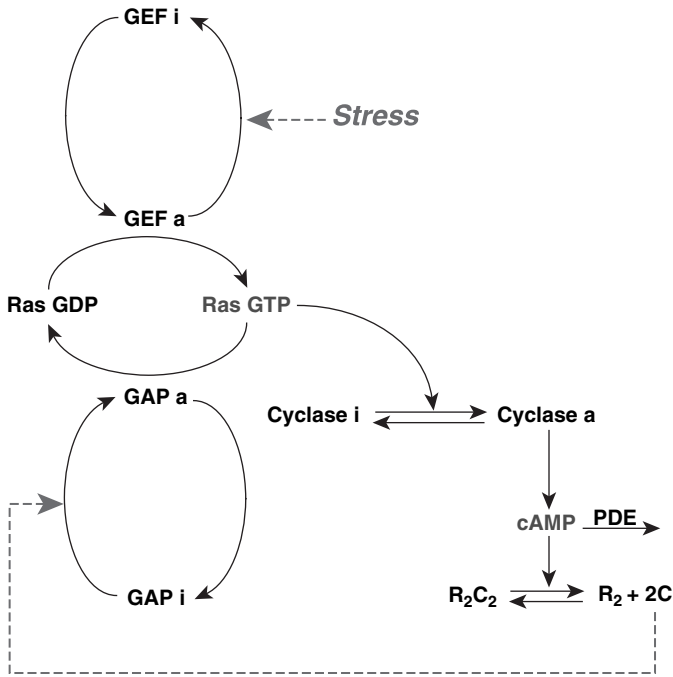 GEF i
Stress
GEF a
Ras GDP
Ras GTP
GAP a
Cyclase i
Cyclase a
cAMP
PDE
GAP i
R₂C₂
R₂ + 2C